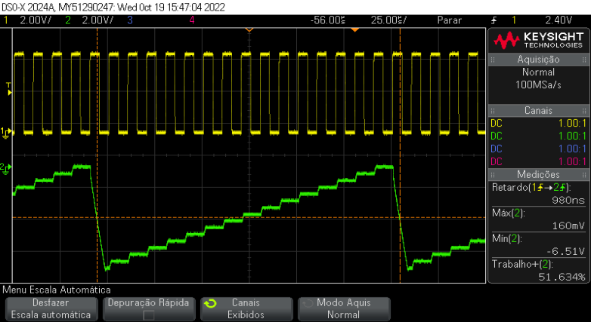 DSO-X 2024A, MY51290247: Wed Oct 19 15:47:04 2022
1 2.00V/ 2 2.00V/ 3 4 -56.00s 25.00s/ Parar 1 2.40V
KEYSIGHT
TECHNOLOGIES
Aquisição
Normal
100MSa/s
Canais
DC 1.00:1
DC 1.00:1
DC 1.00:1
DC 1.00:1
Medições
Retardo(1→2):
980ns
Máx(2):
160mV
Mín(2):
-6.51V
Trabalho+(2):
51.634%
Menu Escala Automática
Desfazer
Escala automática
Depuração Rápida
Canais
Exibidos
Modo Aquis
Normal